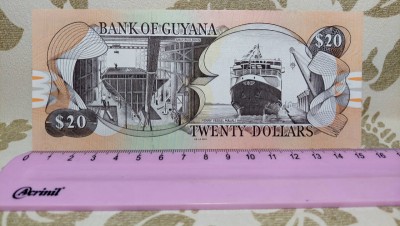 BANK OF GUYANA
$20
$20
TWENTY DOLLARS
0 1 2 3 4 5 6 7 8 9 10 11 12 13 14 15 16
Acrinil